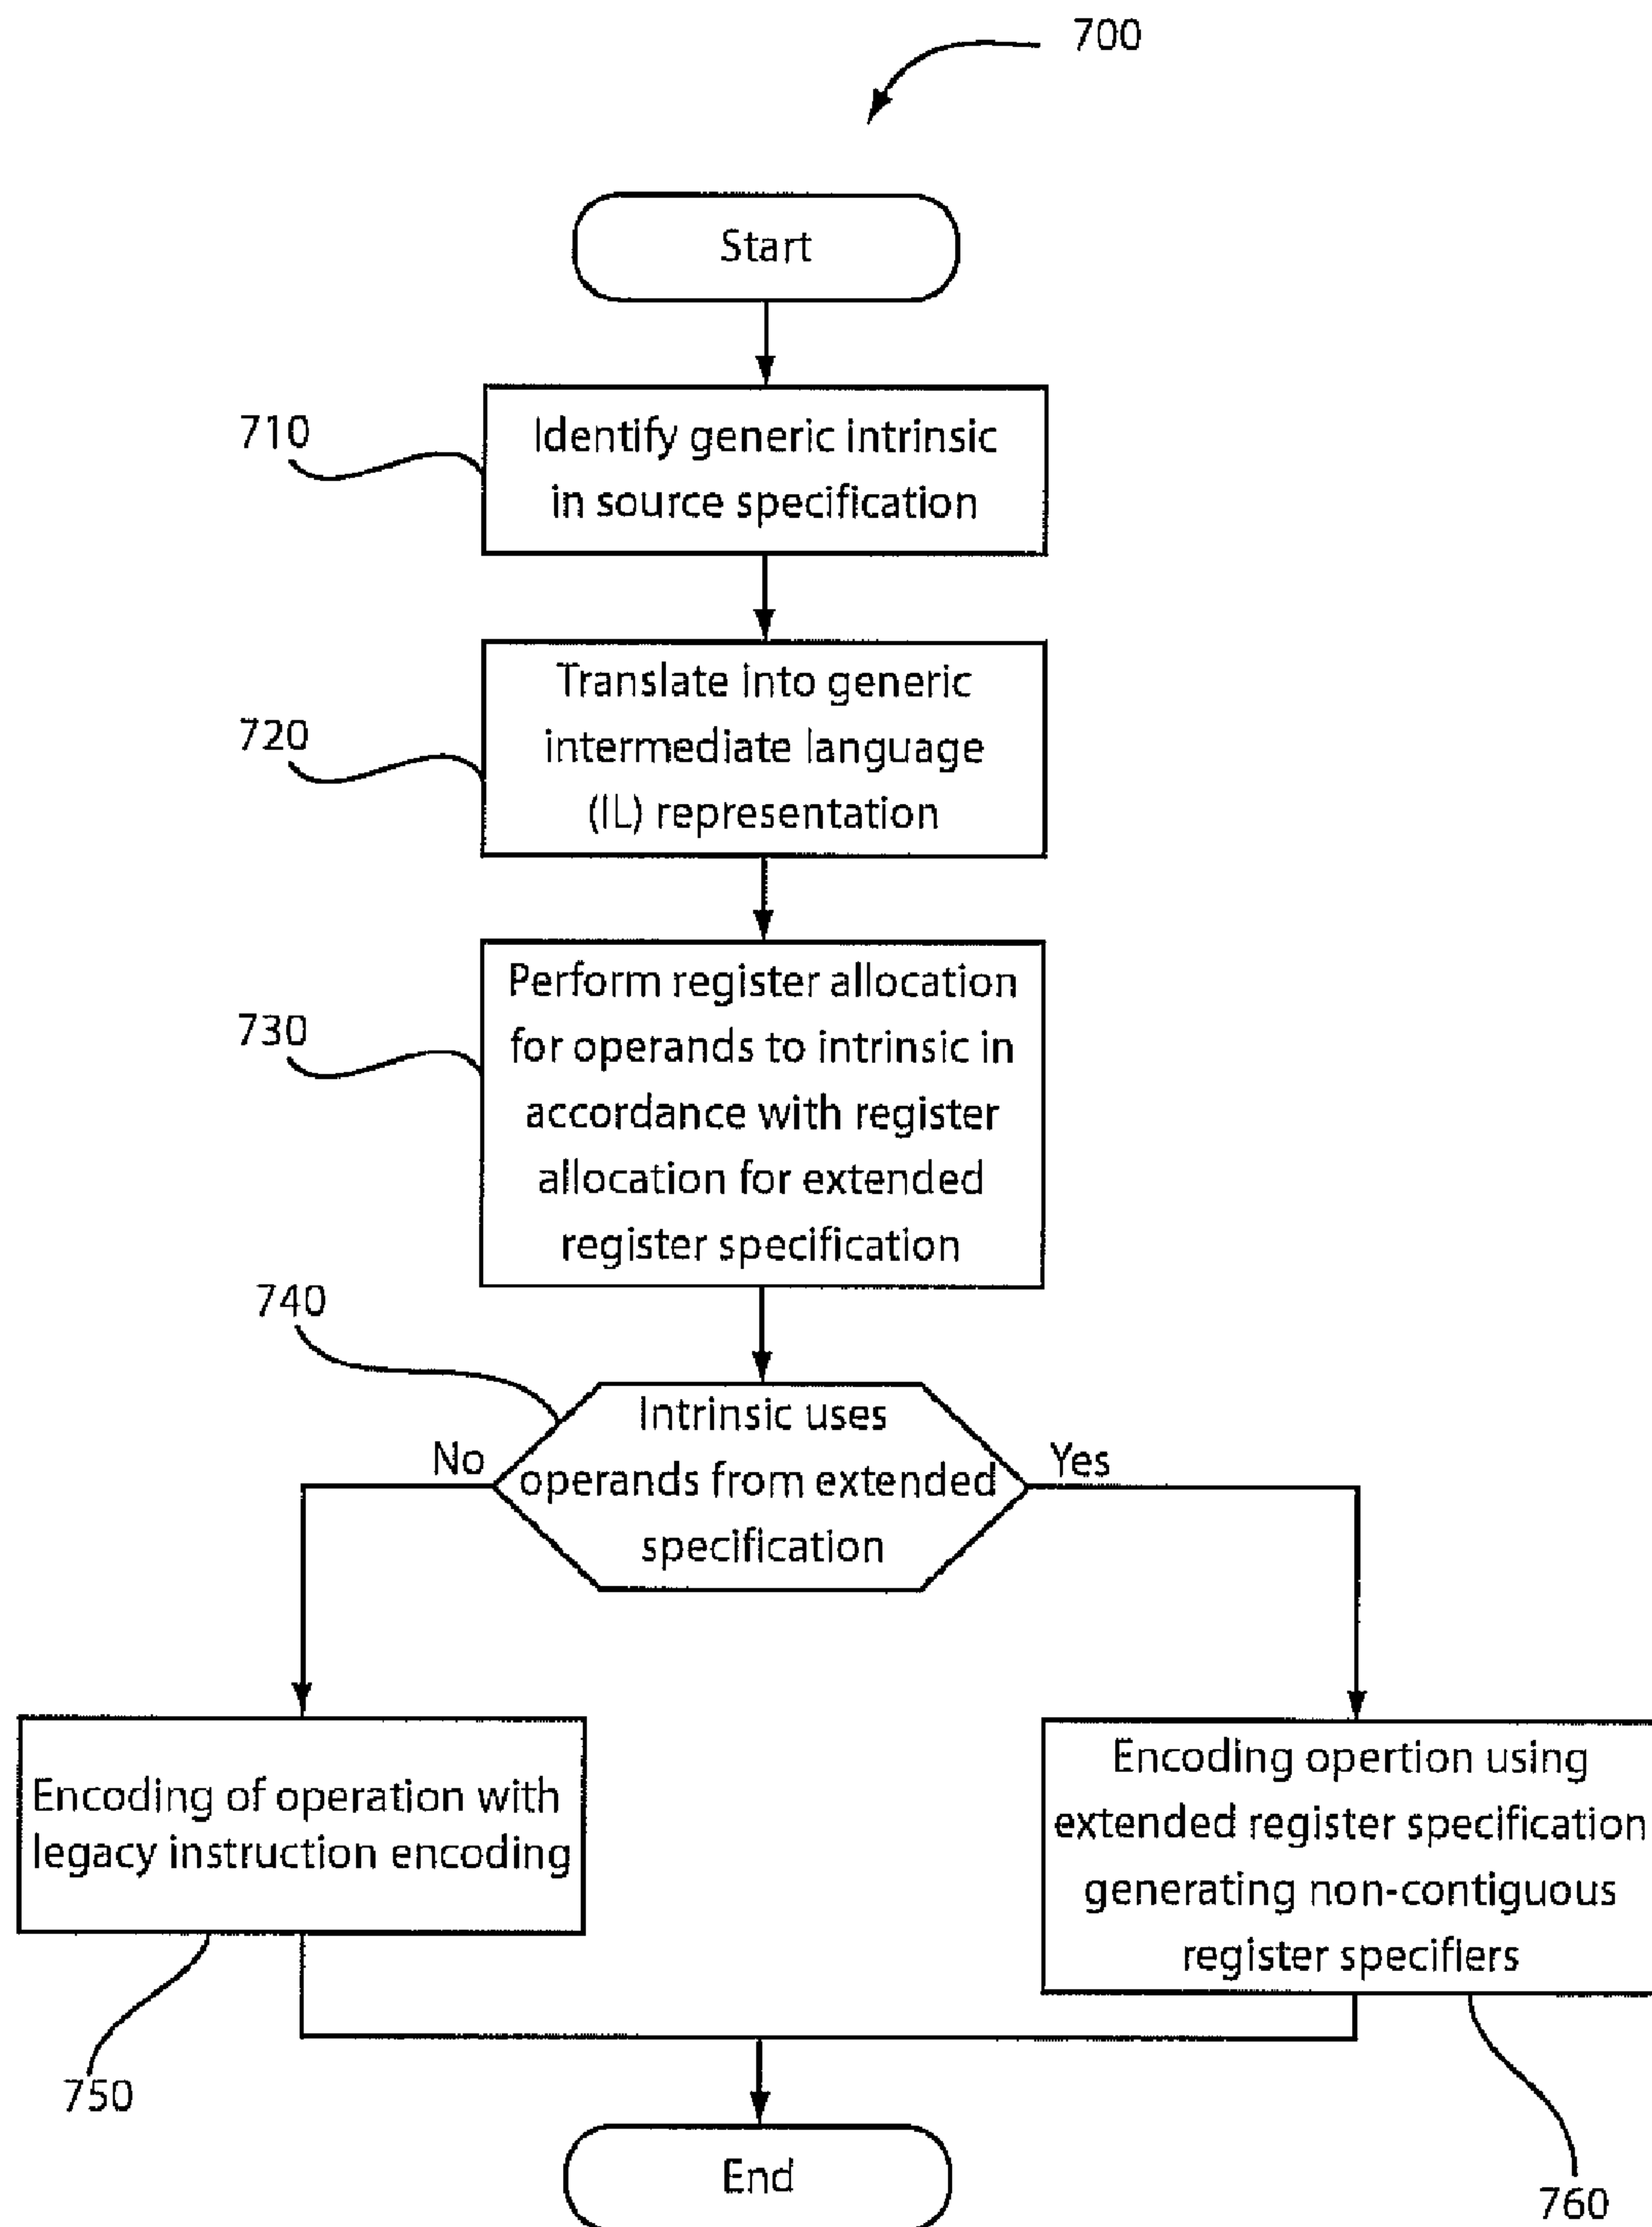 700
Start
710
Identify generic intrinsic
in source specification
720
Translate into generic
intermediate language
(IL) representation
730
Perform register allocation
for operands to intrinsic in
accordance with register
allocation for extended
register specification
740
Intrinsic uses
operands from extended
specification
No
Yes
Encoding of operation with
legacy instruction encoding
750
Encoding opertion using
extended register specification
generating non-contiguous
register specifiers
760
End